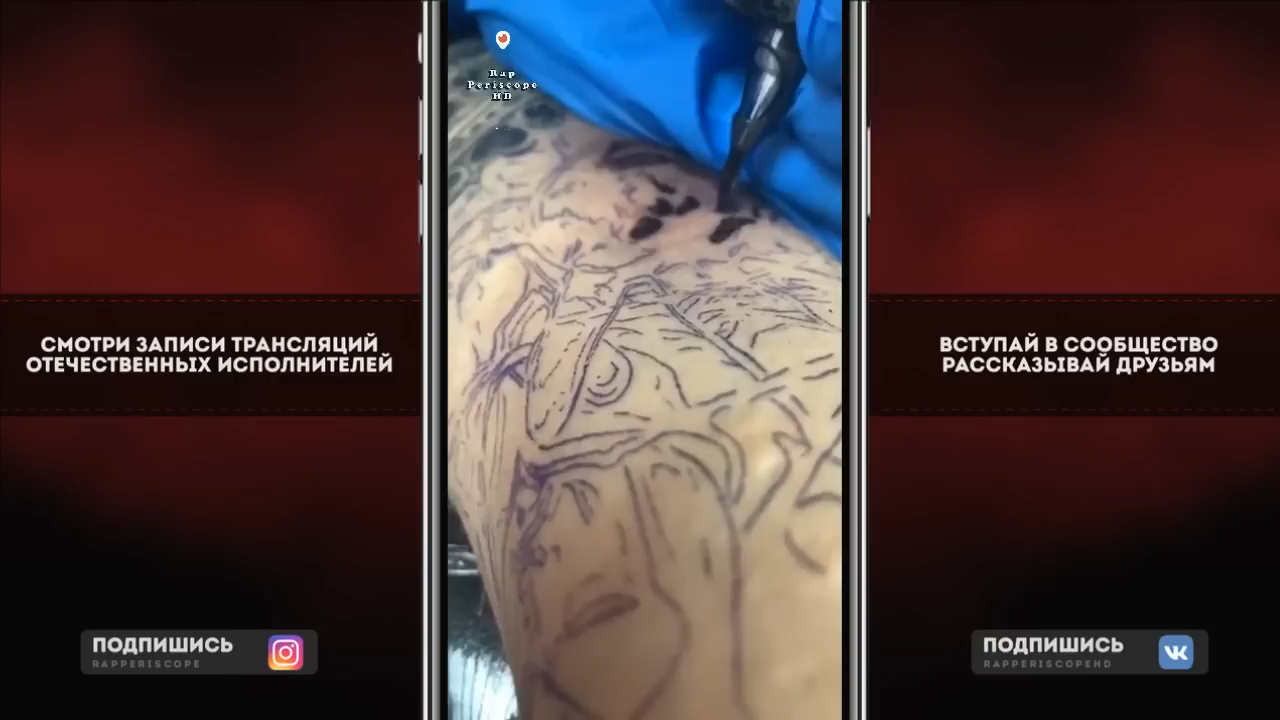 Rap
Periscope
HD
СМОТРИ ЗАПИСИ ТРАНСЛЯЦИЙ
ОТЕЧЕСТВЕННЫХ ИСПОЛНИТЕЛЕЙ
ВСТУПАЙ В СООБЩЕСТВО
РАССКАЗЫВАЙ ДРУЗЬЯМ
ПОДПИШИСЬ
RAPPERISCOPE
ПОДПИШИСЬ
RAPPERISCOPEHD